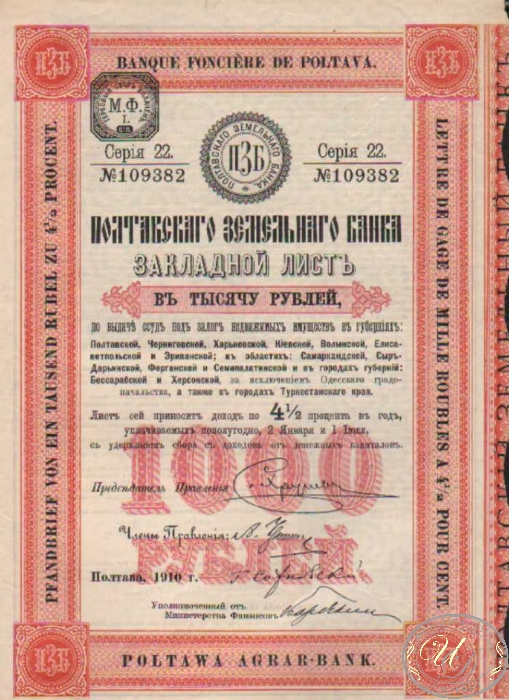 BANQUE FONCIÈRE DE POLTAVA.
ПЗБ
ПЗБ
М.Ф.
I.
ПОЛТАВСКАГО ЗЕМЕЛЬНАГО БАНКА
ПЗБ
Серія 22.
Серія 22.
№109382
№109382
ПОЛТАВСКАГО ЗЕМЕЛЬНАГО БАНКА
ЗАКЛАДНОЙ ЛИСТЪ
ВЪ ТЫСЯЧУ РУБЛЕЙ,
по выдачѣ ссудъ подъ залогъ недвижимыхъ имуществъ въ губерніяхъ:
Полтавской, Черниговской, Харьковской, Кіевской, Волынской, Елиса-
ветпольской и Эриванской; въ областяхъ: Самаркандской, Сыръ-
Дарьинской, Ферганской и Семипалатинской и въ городахъ губерній:
Бессарабской и Херсонской, за исключеніемъ Одесскаго градо-
начальства, а также въ городахъ Туркестанскаго края.
Листъ сей приноситъ доходъ по 4½ процента въ годъ,
уплачиваемыхъ полугодно, 2 Января и 1 Іюля,
съ удержаніемъ сбора съ доходовъ отъ денежныхъ капиталовъ.
1000
РУБЛЕЙ.
Предсѣдатель Правленія
Члены Правленія:
Полтава, 1910 г.
Уполномоченный отъ
Министерства Финансовъ
PFANDBRIEF VON EIN TAUSEND RUBEL ZU 4½ PROCENT.
LETTRE DE GAGE DE MILLE ROUBLES A 4½ POUR CENT.
ПЗБ
POLTAWA AGRAR-BANK.